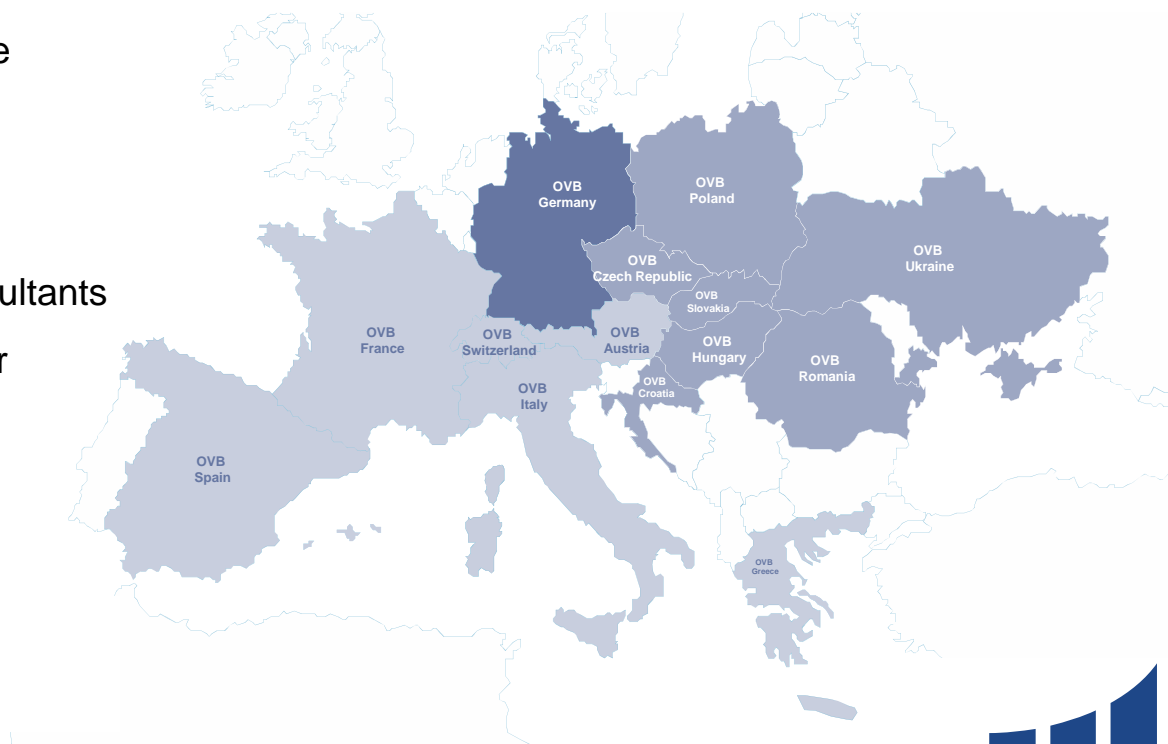 e
ultants
r
OVB
Germany
OVB
Poland
OVB
Ukraine
OVB
Czech Republic
OVB
Slovakia
OVB
France
OVB
Switzerland
OVB
Austria
OVB
Hungary
OVB
Romania
OVB
Croatia
OVB
Italy
OVB
Spain
OVB
Greece